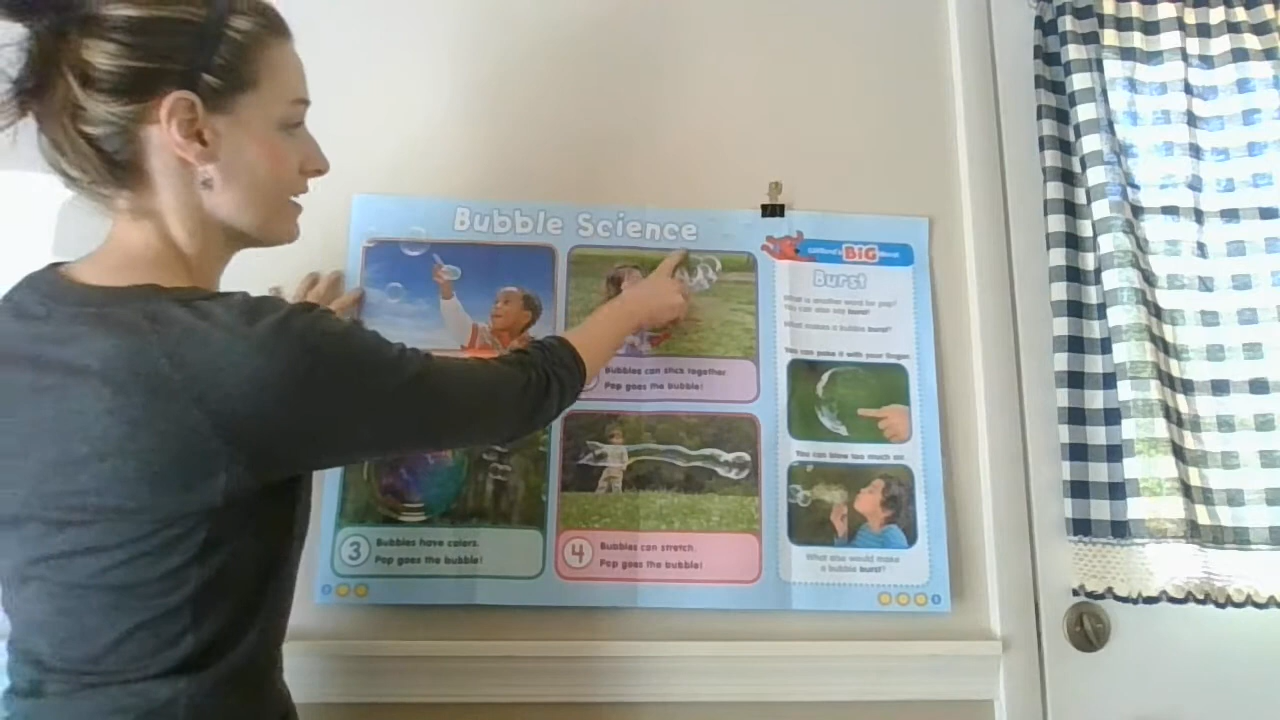 Bubble Science
Bubbles can stick together.
Pop goes the bubble!
3
Bubbles have colors.
Pop goes the bubble!
4
Bubbles can stretch.
Pop goes the bubble!
BIG
Burst
What is another word for pop?
You can also say burst!
What makes a bubble burst?
You can poke it with your finger.
You can blow too much air.
What else would make
a bubble burst?